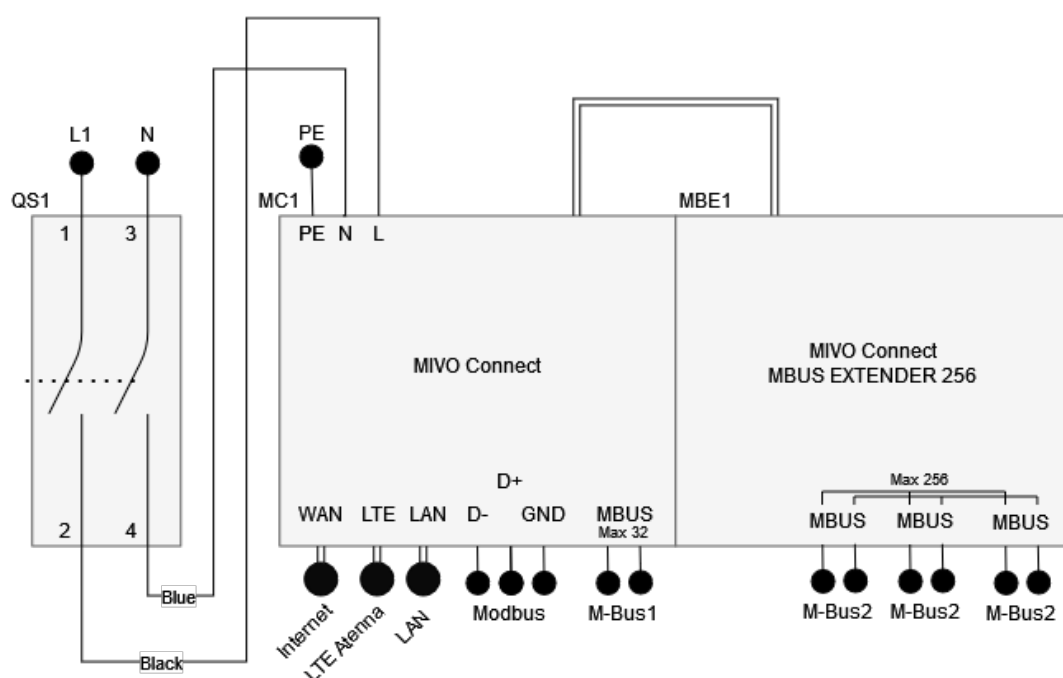 L1 N
PE
QS1
MC1
MBE1
1 3
PE N L
MIVO Connect
MIVO Connect
MBUS EXTENDER 256
D+
Max 256
WAN LTE LAN D- GND MBUS
Max 32
MBUS MBUS MBUS
2 4
Blue
Internet
LTE Atenna
LAN
Modbus
M-Bus1
M-Bus2 M-Bus2 M-Bus2
Black